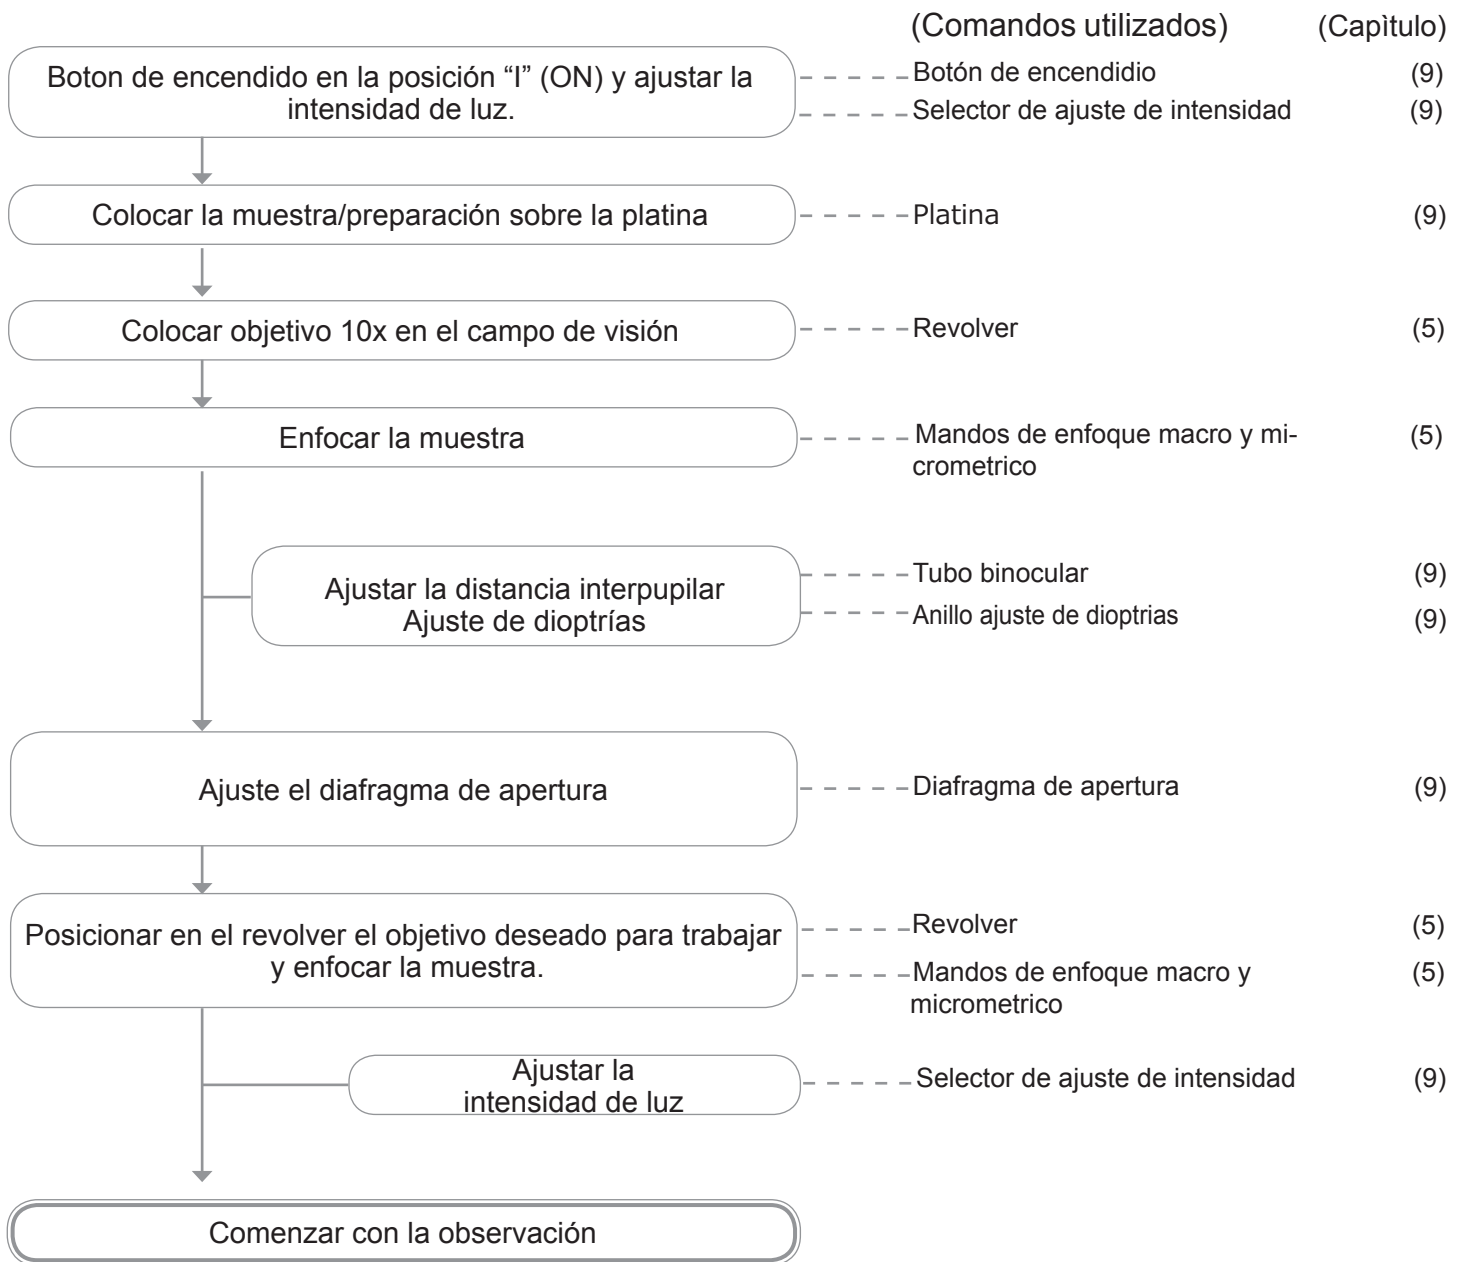 (Comandos utilizados) (Capìtulo)
Boton de encendido en la posición “I” (ON) y ajustar la
intensidad de luz.
Botón de encendidio (9)
Selector de ajuste de intensidad (9)
Colocar la muestra/preparación sobre la platina
Platina (9)
Colocar objetivo 10x en el campo de visión
Revolver (5)
Enfocar la muestra
Mandos de enfoque macro y mi- (5)
crometrico
Ajustar la distancia interpupilar
Ajuste de dioptrías
Tubo binocular (9)
Anillo ajuste de dioptrias (9)
Ajuste el diafragma de apertura
Diafragma de apertura (9)
Posicionar en el revolver el objetivo deseado para trabajar
y enfocar la muestra.
Revolver (5)
Mandos de enfoque macro y (5)
micrometrico
Ajustar la
intensidad de luz
Selector de ajuste de intensidad (9)
Comenzar con la observación